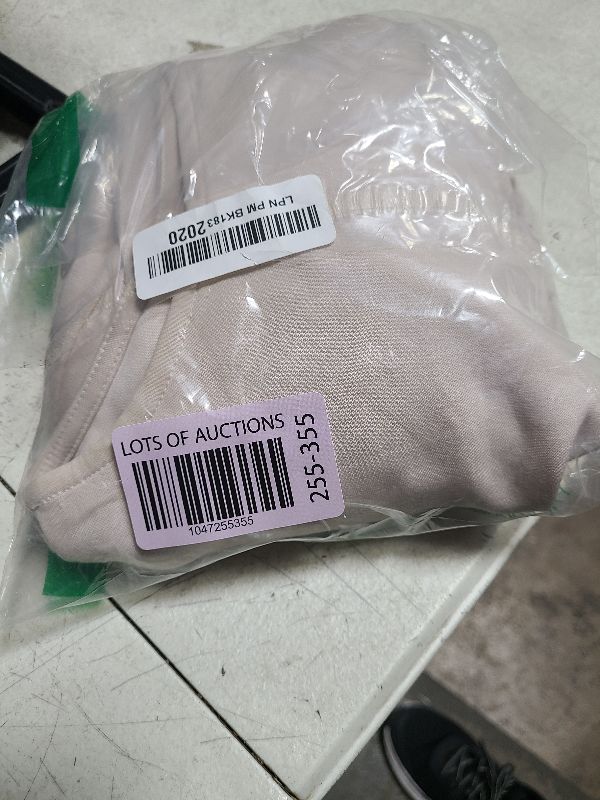 LPN PM BK1832020
LOTS OF AUCTIONS
1047255355
255-355